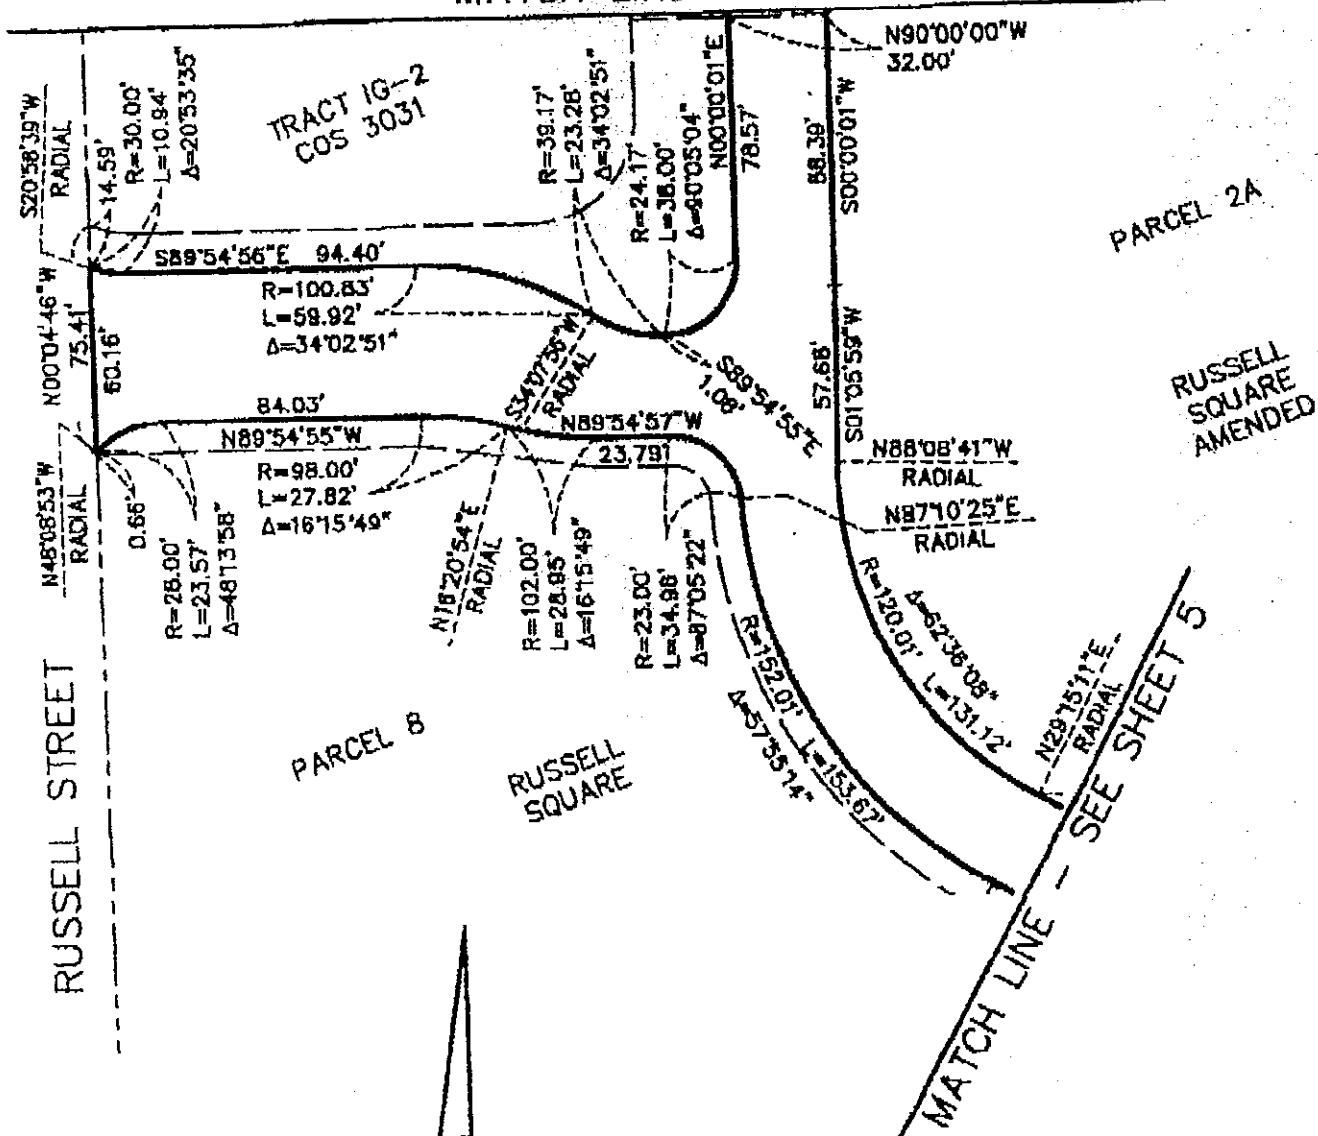 N90°00'00"W
32.00'
TRACT IG-2
COS 3031
S20°58'39"W
RADIAL
14.59'
R=30.00'
L=10.94'
Δ=20°53'35"
R=39.17'
L=23.28'
Δ=34°02'51"
R=24.17'
L=38.00'
Δ=90°05'04"
N00°00'01"E
78.57'
S00°00'01"W
PARCEL 2A
S89°54'56"E 94.40'
R=100.83'
L=59.92'
Δ=34°02'51"
N00°04'46"W
75.41'
60.16'
S34°07'56"W
RADIAL
S89°54'55"E
1.08'
57.68'
S01°05'59"W
RUSSELL
SQUARE
AMENDED
84.03'
N89°54'55"W
N89°54'57"W
23.79'
R=98.00'
L=27.82'
Δ=16°15'49"
N88°08'41"W
RADIAL
N87°10'25"E
RADIAL
N48°08'53"W
RADIAL
0.66'
R=28.00'
L=23.57'
Δ=48°13'58"
N16°20'54"E
RADIAL
R=102.00'
L=28.95'
Δ=16°15'49"
R=23.00'
L=34.96'
Δ=87°05'22"
R=152.01' L=153.67'
Δ=57°55'14"
R=120.01' L=131.12'
Δ=62°36'08"
N29°15'11"E
RADIAL
RUSSELL STREET
PARCEL 8
RUSSELL
SQUARE
MATCH LINE - SEE SHEET 5